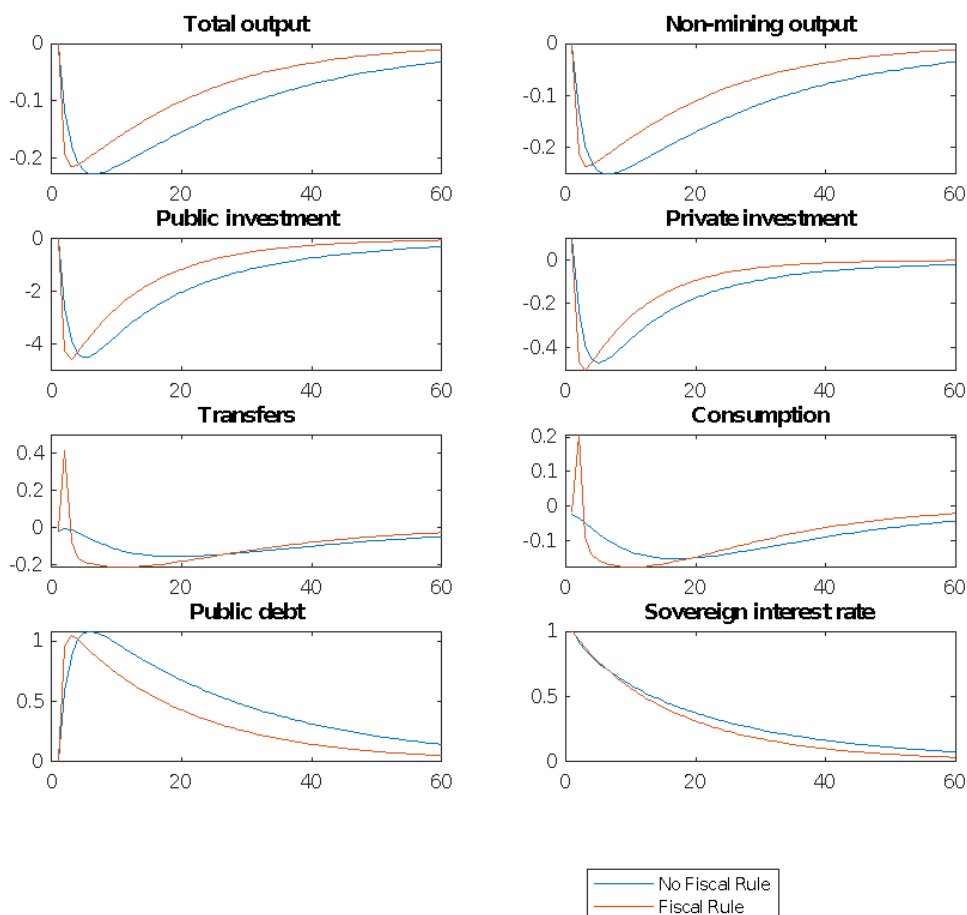 Total output
Non-mining output
0
-0.1
-0.2
0 20 40 60
0
-0.1
-0.2
0 20 40 60
Public investment
Private investment
0
-2
-4
0 20 40 60
0
-0.2
-0.4
0 20 40 60
Transfers
Consumption
0.4
0.2
0
-0.2
0 20 40 60
0.2
0.1
0
-0.1
0 20 40 60
Public debt
Sovereign interest rate
1
0.5
0
0 20 40 60
1
0.5
0
0 20 40 60
No Fiscal Rule
Fiscal Rule